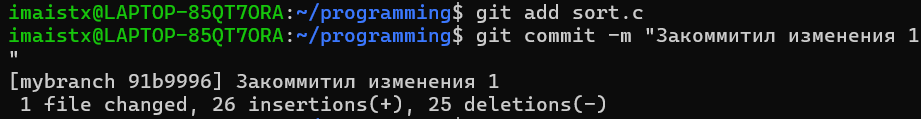 imaistx@LAPTOP-85QT7ORA:~/programming$ git add sort.c
imaistx@LAPTOP-85QT7ORA:~/programming$ git commit -m "Закоммитил изменения 1
"
[mybranch 91b9996] Закоммитил изменения 1
 1 file changed, 26 insertions(+), 25 deletions(-)